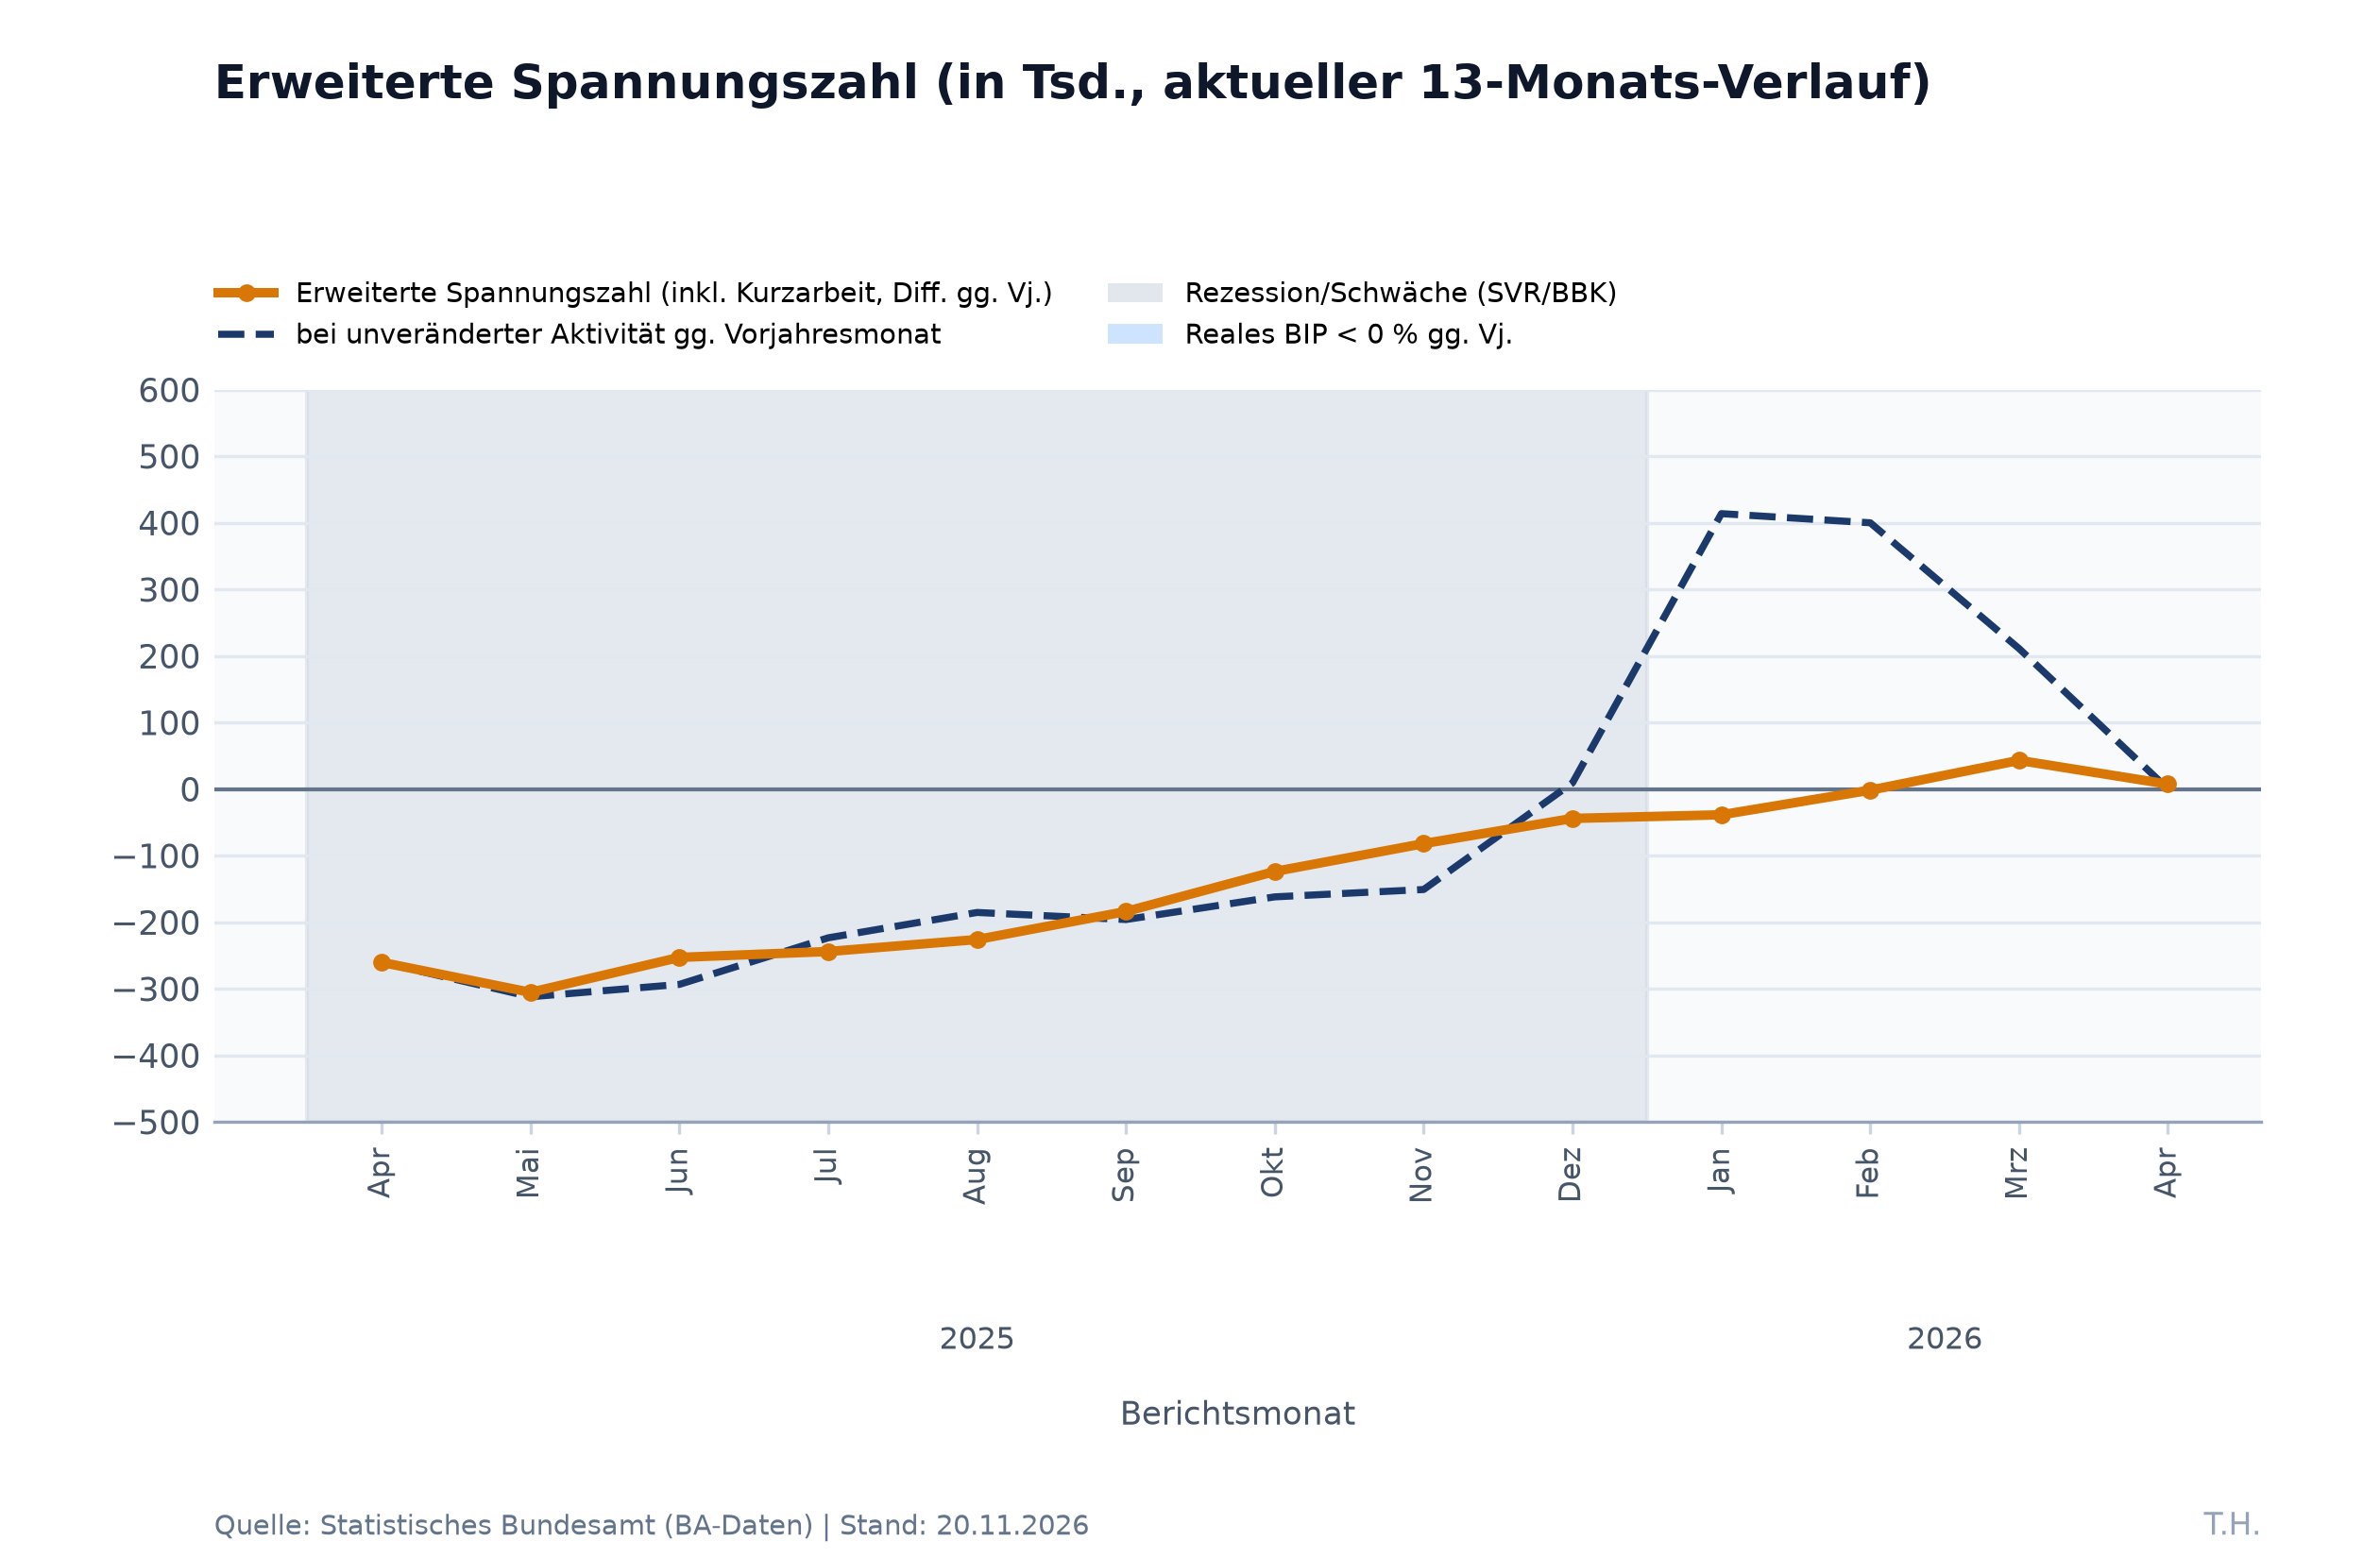 Erweiterte Spannungszahl (in Tsd., aktueller 13-Monats-Verlauf)
Erweiterte Spannungszahl (inkl. Kurzarbeit, Diff. gg. Vj.)
bei unveränderter Aktivität gg. Vorjahresmonat
Rezession/Schwäche (SVR/BBK)
Reales BIP < 0 % gg. Vj.
600
500
400
300
200
100
0
−100
−200
−300
−400
−500
Apr
Mai
Jun
Jul
Aug
Sep
Okt
Nov
Dez
Jan
Feb
Mrz
Apr
2025
2026
Berichtsmonat
Quelle: Statistisches Bundesamt (BA-Daten) | Stand: 20.11.2026
T.H.